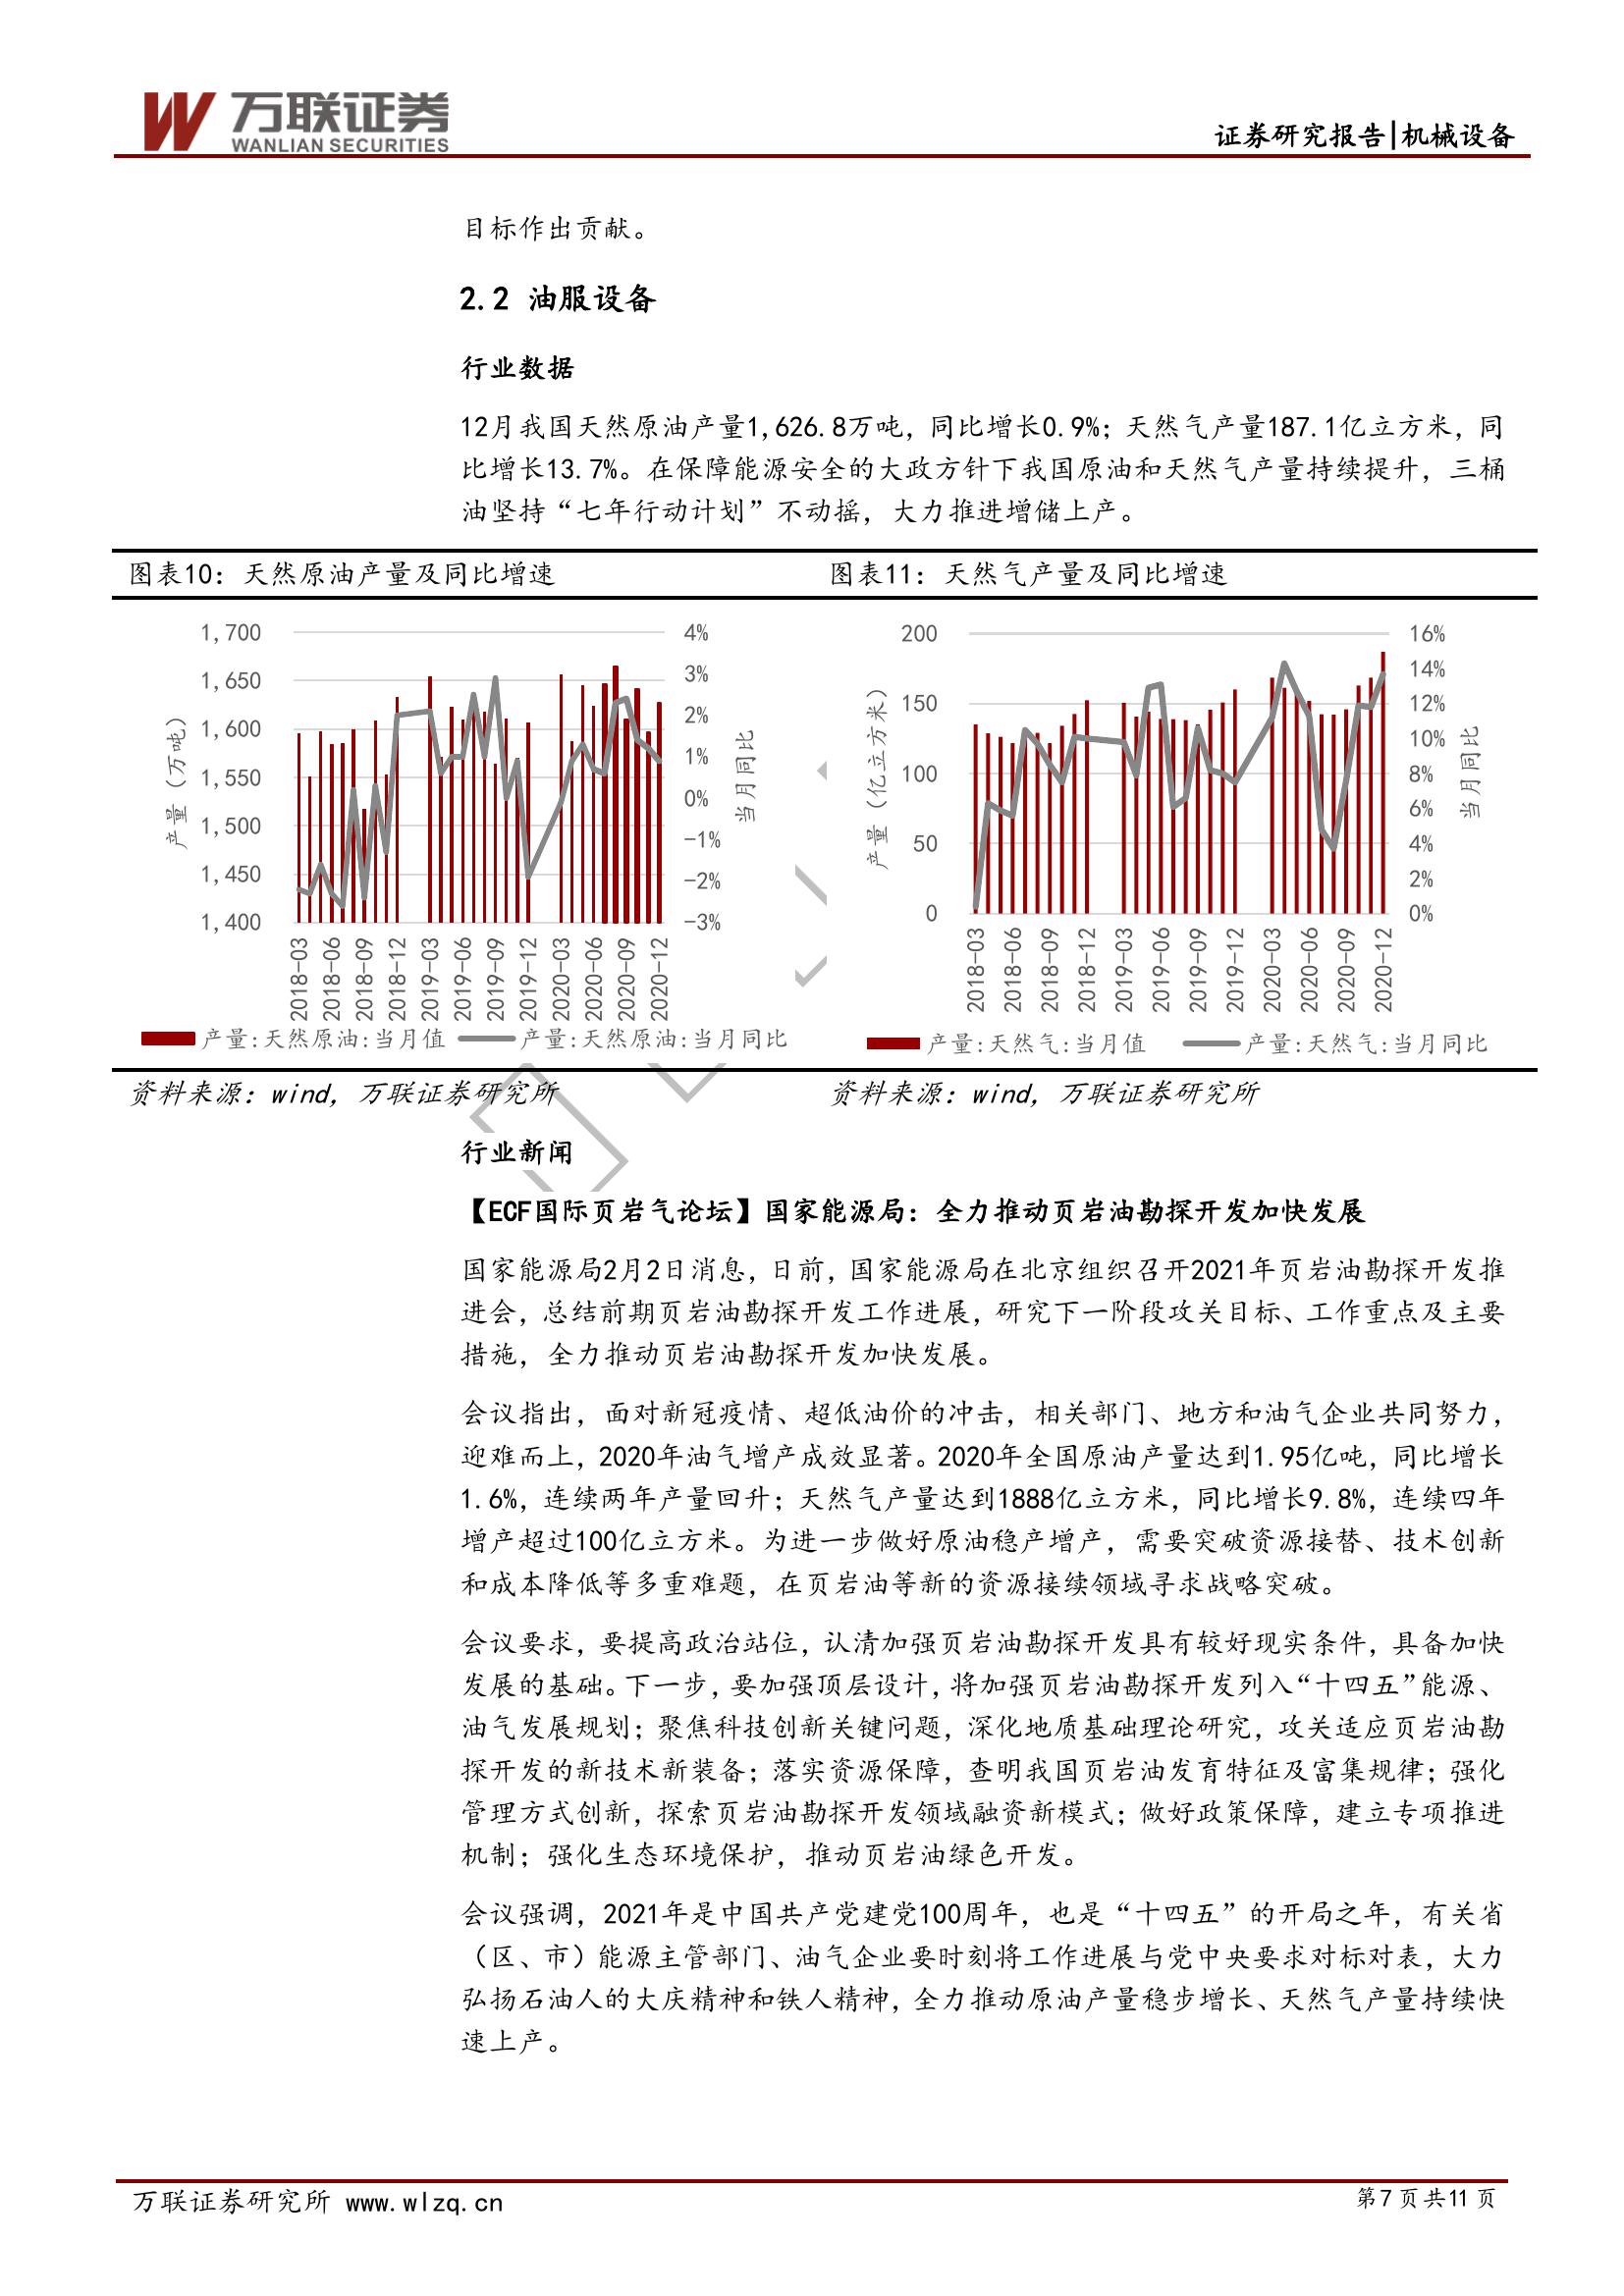 万联证券
WANLIAN SECURITIES
证券研究报告|机械设备
目标作出贡献。
2.2 油服设备
行业数据
12月我国天然原油产量1,626.8万吨，同比增长0.9%；天然气产量187.1亿立方米，同
比增长13.7%。在保障能源安全的大政方针下我国原油和天然气产量持续提升，三桶
油坚持“七年行动计划”不动摇，大力推进增储上产。
图表10：天然原油产量及同比增速
1,700
1,650
1,600
1,550
1,500
1,450
1,400
产量（万吨）
4%
3%
2%
1%
0%
-1%
-2%
-3%
当月同比
2018-03
2018-06
2018-09
2018-12
2019-03
2019-06
2019-09
2019-12
2020-03
2020-06
2020-09
2020-12
产量:天然原油:当月值
产量:天然原油:当月同比
资料来源：wind，万联证券研究所
图表11：天然气产量及同比增速
200
150
100
50
0
产量（亿立方米）
16%
14%
12%
10%
8%
6%
4%
2%
0%
当月同比
2018-03
2018-06
2018-09
2018-12
2019-03
2019-06
2019-09
2019-12
2020-03
2020-06
2020-09
2020-12
产量:天然气:当月值
产量:天然气:当月同比
资料来源：wind，万联证券研究所
行业新闻
【ECF国际页岩气论坛】国家能源局：全力推动页岩油勘探开发加快发展
国家能源局2月2日消息，日前，国家能源局在北京组织召开2021年页岩油勘探开发推
进会，总结前期页岩油勘探开发工作进展，研究下一阶段攻关目标、工作重点及主要
措施，全力推动页岩油勘探开发加快发展。
会议指出，面对新冠疫情、超低油价的冲击，相关部门、地方和油气企业共同努力，
迎难而上，2020年油气增产成效显著。2020年全国原油产量达到1.95亿吨，同比增长
1.6%，连续两年产量回升；天然气产量达到1888亿立方米，同比增长9.8%，连续四年
增产超过100亿立方米。为进一步做好原油稳产增产，需要突破资源接替、技术创新
和成本降低等多重难题，在页岩油等新的资源接续领域寻求战略突破。
会议要求，要提高政治站位，认清加强页岩油勘探开发具有较好现实条件，具备加快
发展的基础。下一步，要加强顶层设计，将加强页岩油勘探开发列入“十四五”能源、
油气发展规划；聚焦科技创新关键问题，深化地质基础理论研究，攻关适应页岩油勘
探开发的新技术新装备；落实资源保障，查明我国页岩油发育特征及富集规律；强化
管理方式创新，探索页岩油勘探开发领域融资新模式；做好政策保障，建立专项推进
机制；强化生态环境保护，推动页岩油绿色开发。
会议强调，2021年是中国共产党建党100周年，也是“十四五”的开局之年，有关省
（区、市）能源主管部门、油气企业要时刻将工作进展与党中央要求对标对表，大力
弘扬石油人的大庆精神和铁人精神，全力推动原油产量稳步增长、天然气产量持续快
速上产。
万联证券研究所 www.wlzq.cn
第7页共11页